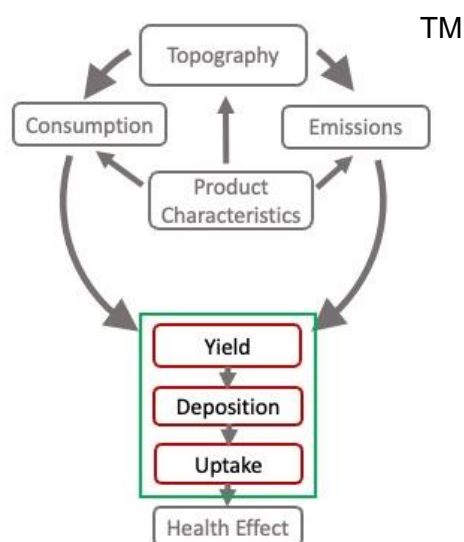 TM
Topography
Consumption
Emissions
Product
Characteristics
Yield
Deposition
Uptake
Health Effect